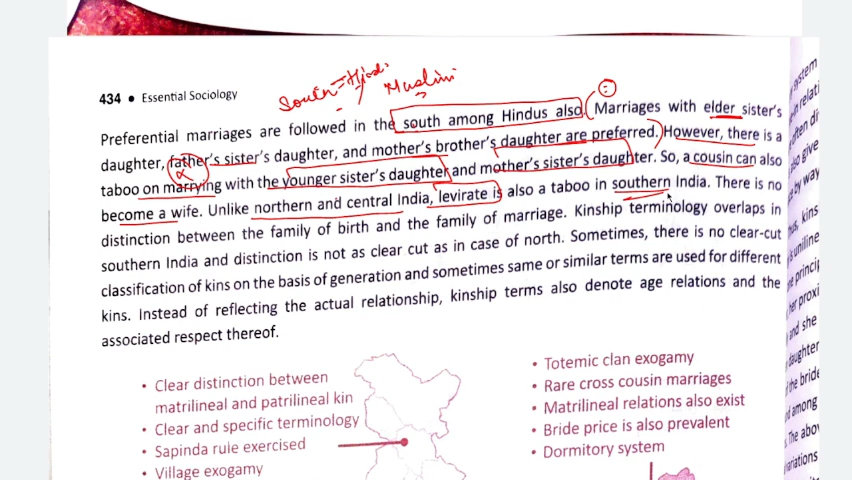 South - Hindi
Muslim
434 • Essential Sociology
Preferential marriages are followed in the south among Hindus also. Marriages with elder sister's
daughter, father's sister's daughter, and mother's brother's daughter are preferred. However, there is a
taboo on marrying with the younger sister's daughter and mother's sister's daughter. So, a cousin can also
become a wife. Unlike northern and central India, levirate is also a taboo in southern India. There is no
distinction between the family of birth and the family of marriage. Kinship terminology overlaps in
southern India and distinction is not as clear cut as in case of north. Sometimes, there is no clear-cut
classification of kins on the basis of generation and sometimes same or similar terms are used for different
kins. Instead of reflecting the actual relationship, kinship terms also denote age relations and the
associated respect thereof.
• Clear distinction between
matrilineal and patrilineal kin
• Clear and specific terminology
• Sapinda rule exercised
• Village exogamy
• Totemic clan exogamy
• Rare cross cousin marriages
• Matrilineal relations also exist
• Bride price is also prevalent
• Dormitory system